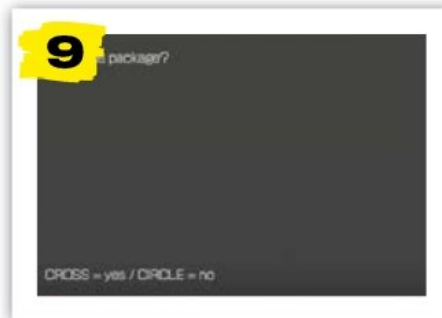 9
package?
CROSS = yes / CIRCLE = no